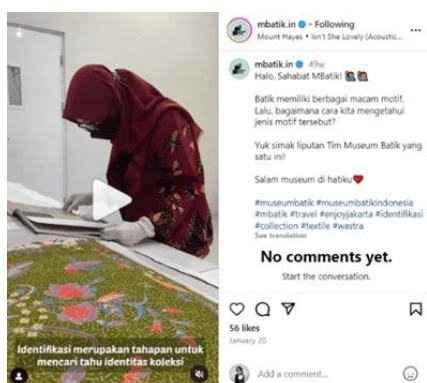 mbatik.in • Following
Mount Hayes • Isn't She Lovely (Acoustic...
mbatik.in 49w
Halo, Sahabat MBatik!
Batik memiliki berbagai macam motif.
Lalu, bagaimana cara kita mengetahui
jenis motif tersebut?
Yuk simak liputan Tim Museum Batik yang
satu ini!
Salam museum di hatiku
#museumbatik #museumbatikindonesia
#mbatik #travel #enjoyjakarta #identifikasi
#collection #textile #wastra
See translation
No comments yet.
Start the conversation.
56 likes
January 20
Add a comment...
Identifikasi merupakan tahapan untuk
mencari tahu identitas koleksi